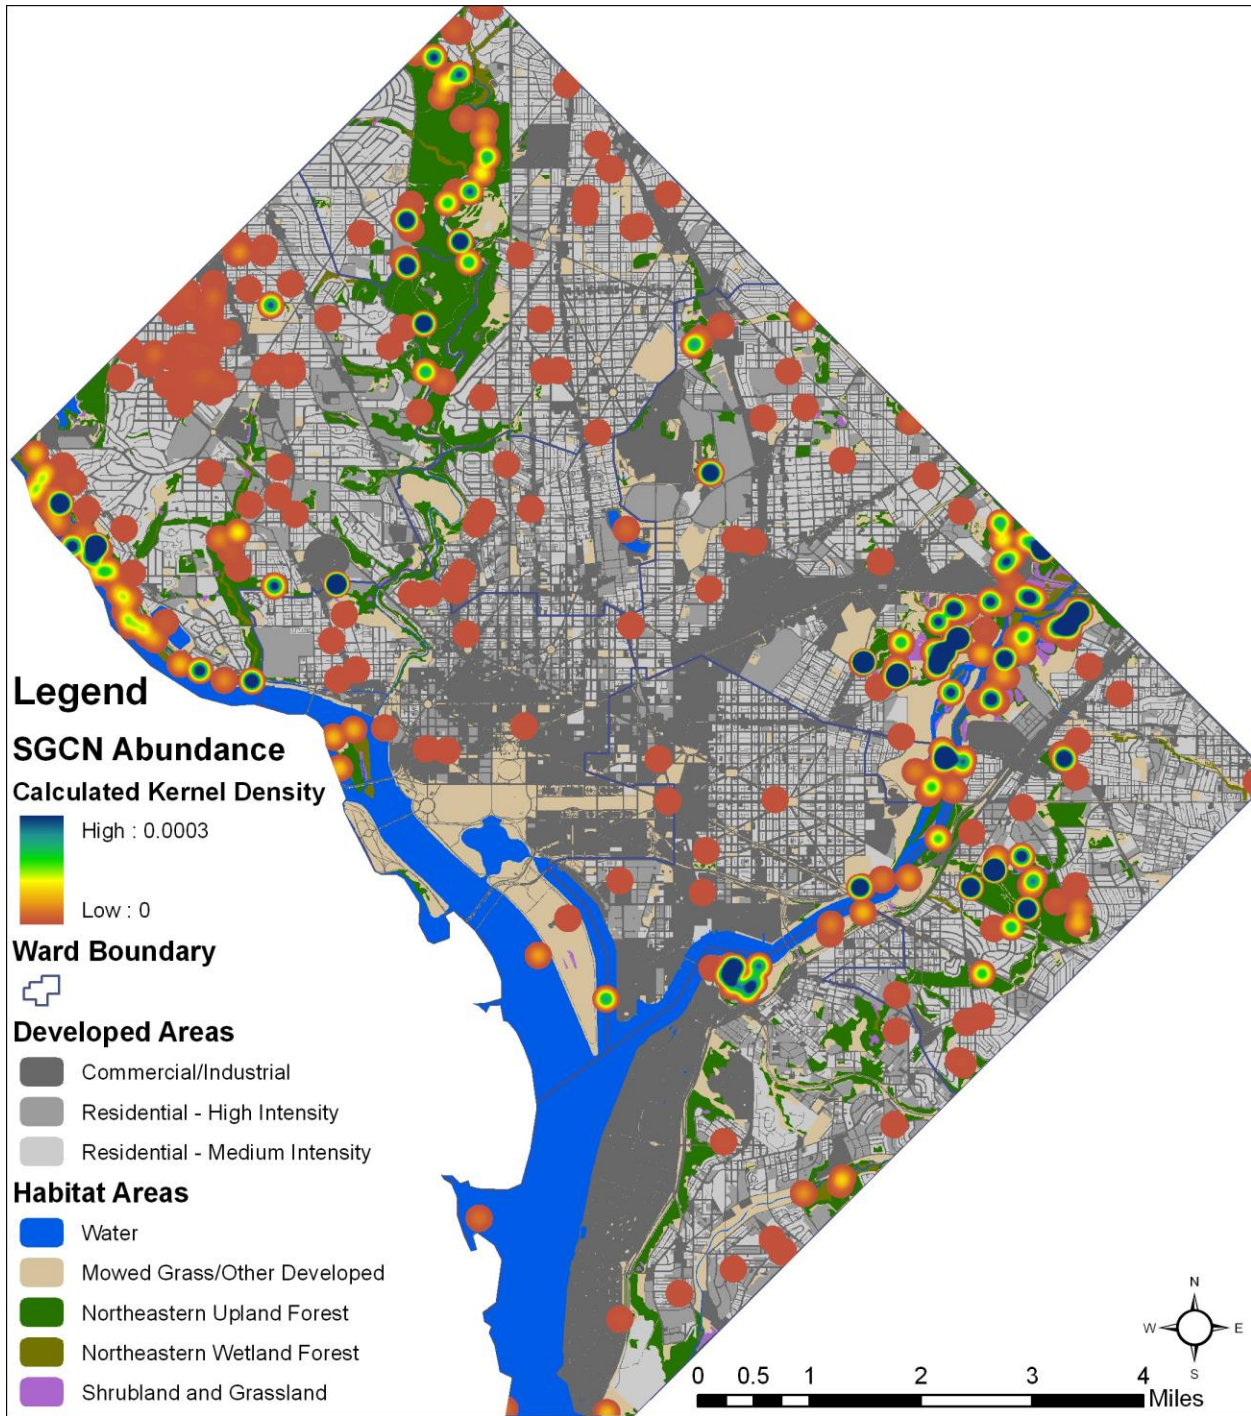 Legend
SGCN Abundance
Calculated Kernel Density
High : 0.0003
Low : 0
Ward Boundary
Developed Areas
Commercial/Industrial
Residential - High Intensity
Residential - Medium Intensity
Habitat Areas
Water
Mowed Grass/Other Developed
Northeastern Upland Forest
Northeastern Wetland Forest
Shrubland and Grassland
N
W E
S
0 0.5 1 2 3 4
Miles